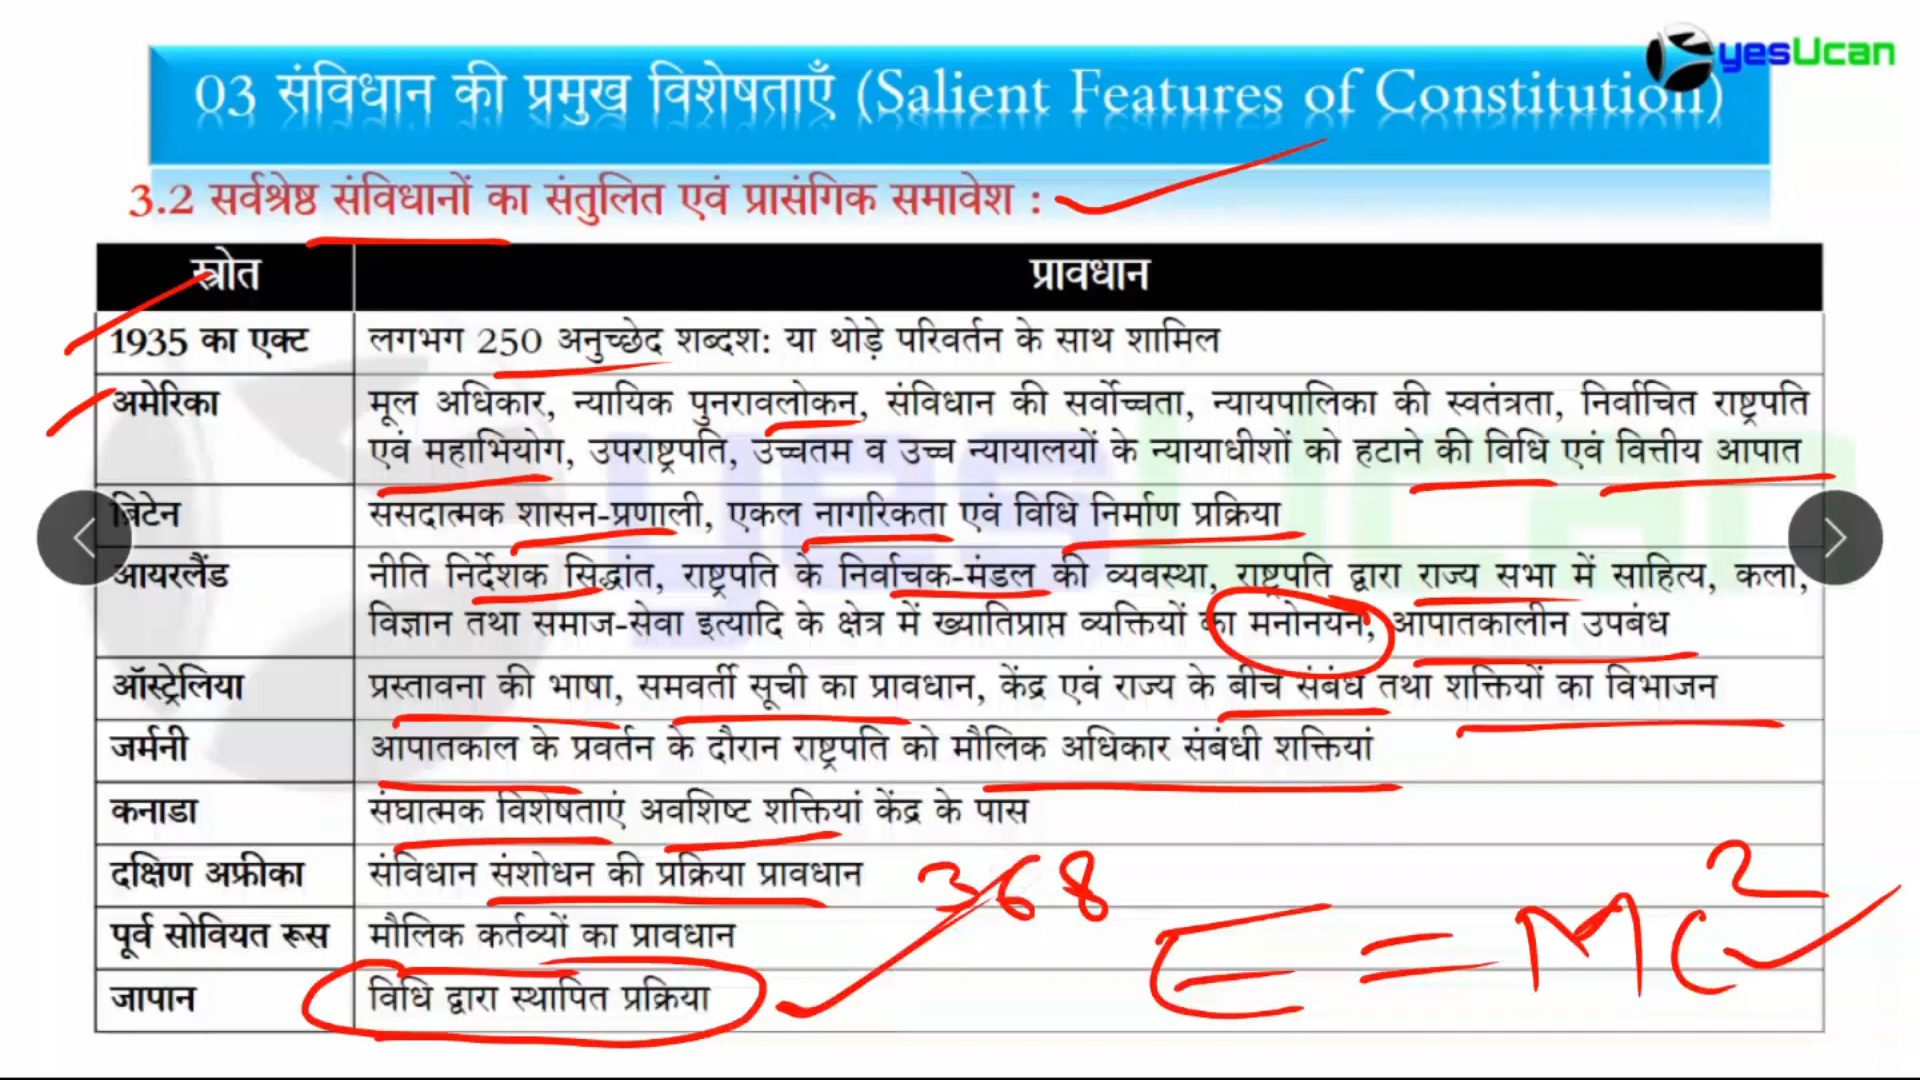 yesUcan
03 संविधान की प्रमुख विशेषताएँ (Salient Features of Constitution)
3.2 सर्वश्रेष्ठ संविधानों का संतुलित एवं प्रासंगिक समावेश :
स्त्रोत प्रावधान
1935 का एक्ट लगभग 250 अनुच्छेद शब्दश: या थोड़े परिवर्तन के साथ शामिल
अमेरिका मूल अधिकार, न्यायिक पुनरावलोकन, संविधान की सर्वोच्चता, न्यायपालिका की स्वतंत्रता, निर्वाचित राष्ट्रपति
एवं महाभियोग, उपराष्ट्रपति, उच्चतम व उच्च न्यायालयों के न्यायाधीशों को हटाने की विधि एवं वित्तीय आपात
ब्रिटेन संसदात्मक शासन-प्रणाली, एकल नागरिकता एवं विधि निर्माण प्रक्रिया
आयरलैंड नीति निर्देशक सिद्धांत, राष्ट्रपति के निर्वाचक-मंडल की व्यवस्था, राष्ट्रपति द्वारा राज्य सभा में साहित्य, कला,
विज्ञान तथा समाज-सेवा इत्यादि के क्षेत्र में ख्यातिप्राप्त व्यक्तियों का मनोनयन, आपातकालीन उपबंध
ऑस्ट्रेलिया प्रस्तावना की भाषा, समवर्ती सूची का प्रावधान, केंद्र एवं राज्य के बीच संबंध तथा शक्तियों का विभाजन
जर्मनी आपातकाल के प्रवर्तन के दौरान राष्ट्रपति को मौलिक अधिकार संबंधी शक्तियां
कनाडा संघात्मक विशेषताएं अवशिष्ट शक्तियां केंद्र के पास
दक्षिण अफ्रीका संविधान संशोधन की प्रक्रिया प्रावधान 368
पूर्व सोवियत रूस मौलिक कर्तव्यों का प्रावधान
E = MC²
जापान विधि द्वारा स्थापित प्रक्रिया